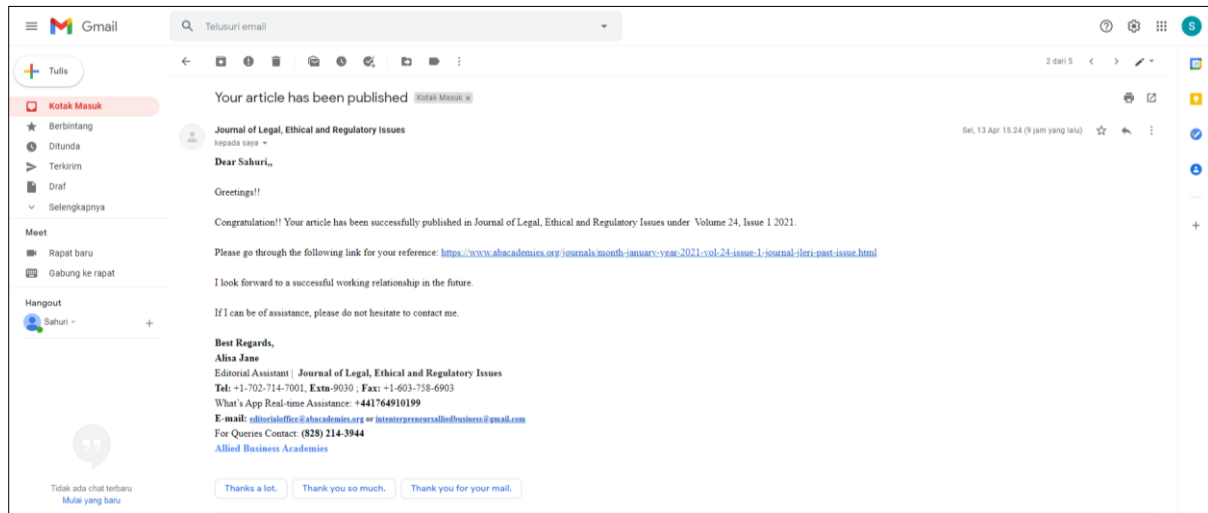 Gmail
Telusuri email
S
Tulis
2 dari 5
Kotak Masuk
Berbintang
Ditunda
Terkirim
Draf
Selengkapnya
Meet
Rapat baru
Gabung ke rapat
Hangout
Sahuri
Tidak ada chat terbaru
Mulai yang baru
Your article has been published Kotak Masuk x
Journal of Legal, Ethical and Regulatory Issues
Sel, 13 Apr 15.24 (9 jam yang lalu)
kepada saya
Dear Sahuri,,
Greetings!!
Congratulation!! Your article has been successfully published in Journal of Legal, Ethical and Regulatory Issues under Volume 24, Issue 1 2021.
Please go through the following link for your reference: https://www.abacademies.org/journals/month-january-year-2021-vol-24-issue-1-journal-jleri-past-issue.html
I look forward to a successful working relationship in the future.
If I can be of assistance, please do not hesitate to contact me.
Best Regards,
Alisa Jane
Editorial Assistant | Journal of Legal, Ethical and Regulatory Issues
Tel: +1-702-714-7001, Extn-9030 ; Fax: +1-603-758-6903
What's App Real-time Assistance: +441764910199
E-mail: editorialoffice@abacademies.org or intenterpreneursalliedbusiness@gmail.com
For Queries Contact: (828) 214-3944
Allied Business Academies
Thanks a lot.
Thank you so much.
Thank you for your mail.